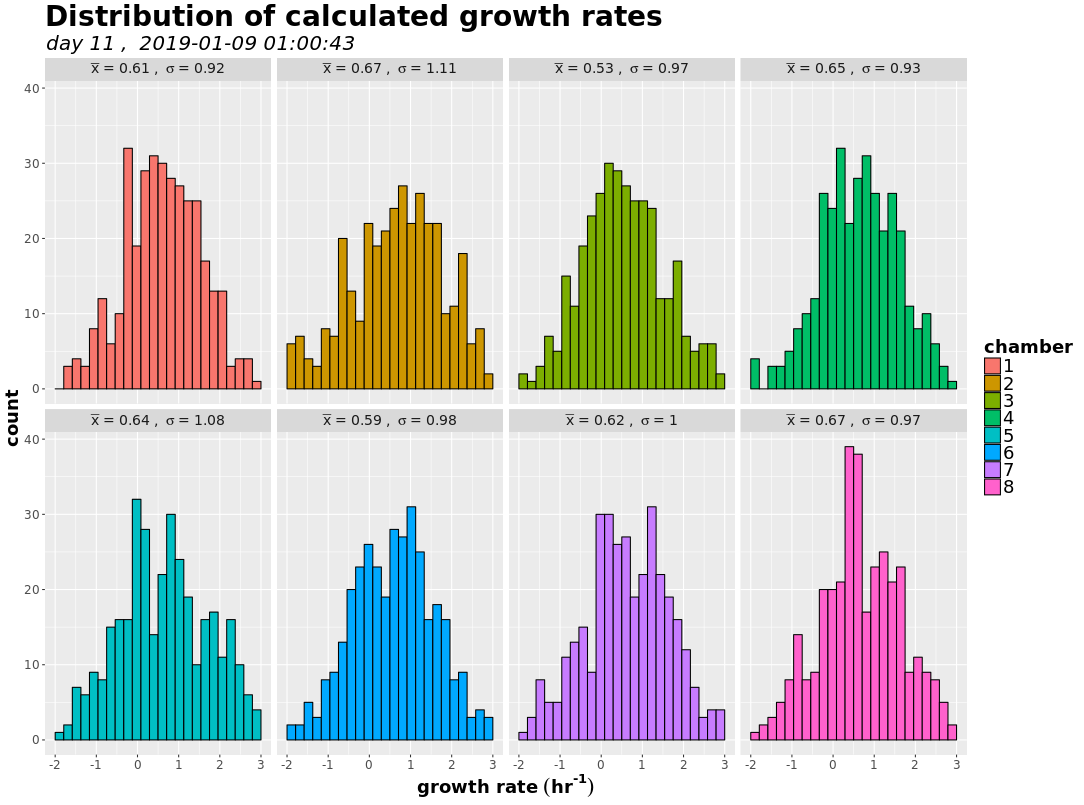 Distribution of calculated growth rates
day 11 , 2019-01-09 01:00:43
x̅ = 0.61 , σ = 0.92
x̅ = 0.67 , σ = 1.11
x̅ = 0.53 , σ = 0.97
x̅ = 0.65 , σ = 0.93
40
30
20
10
0
x̅ = 0.64 , σ = 1.08
x̅ = 0.59 , σ = 0.98
x̅ = 0.62 , σ = 1
x̅ = 0.67 , σ = 0.97
40
30
20
10
0
count
-2 -1 0 1 2 3
-2 -1 0 1 2 3
-2 -1 0 1 2 3
-2 -1 0 1 2 3
growth rate (hr⁻¹)
chamber
1
2
3
4
5
6
7
8